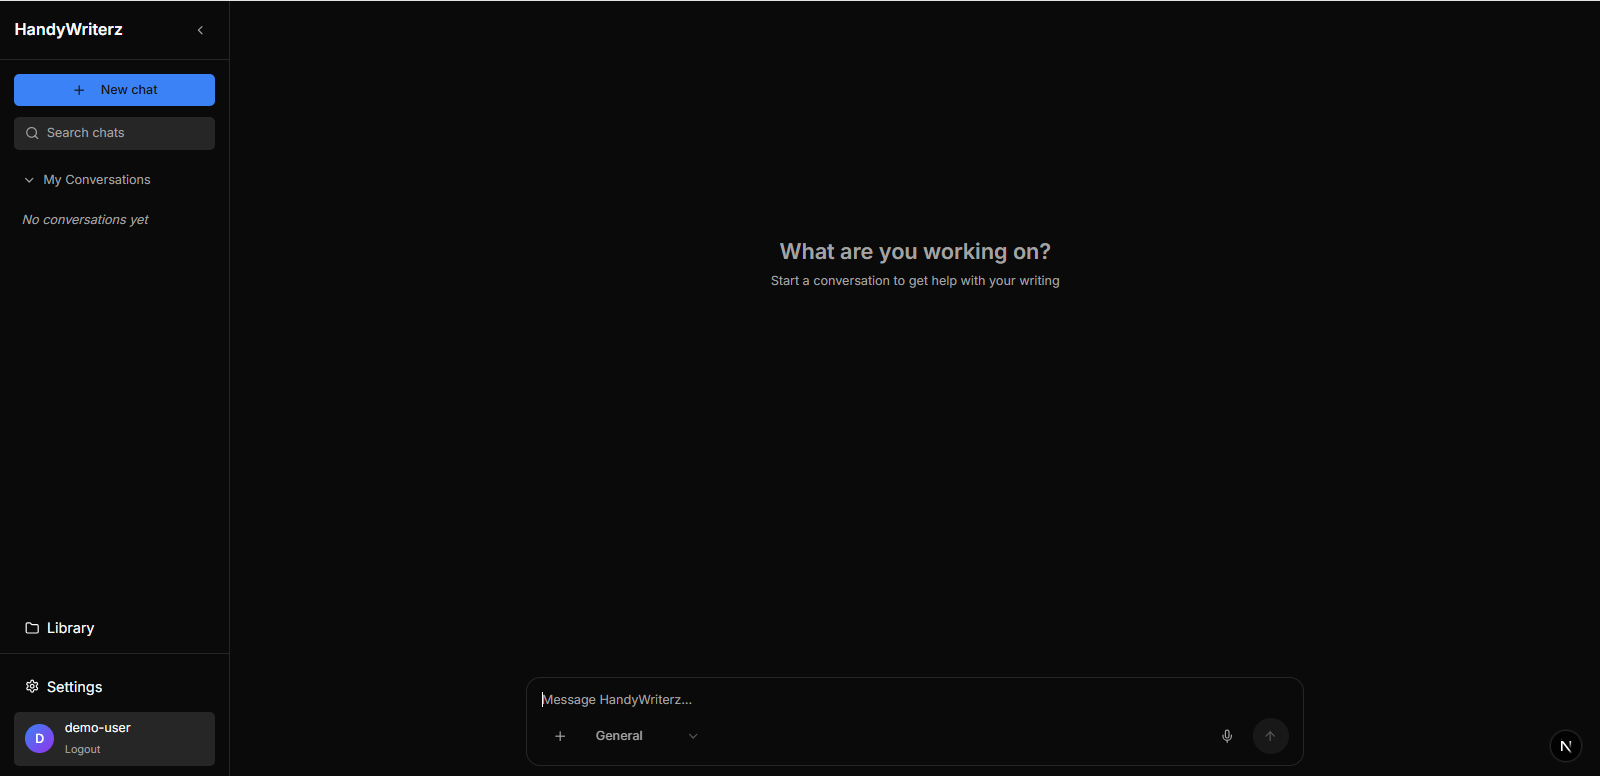 HandyWriterz
New chat
Search chats
My Conversations
No conversations yet
Library
Settings
D
demo-user
Logout
What are you working on?
Start a conversation to get help with your writing
Message HandyWriterz...
General
N